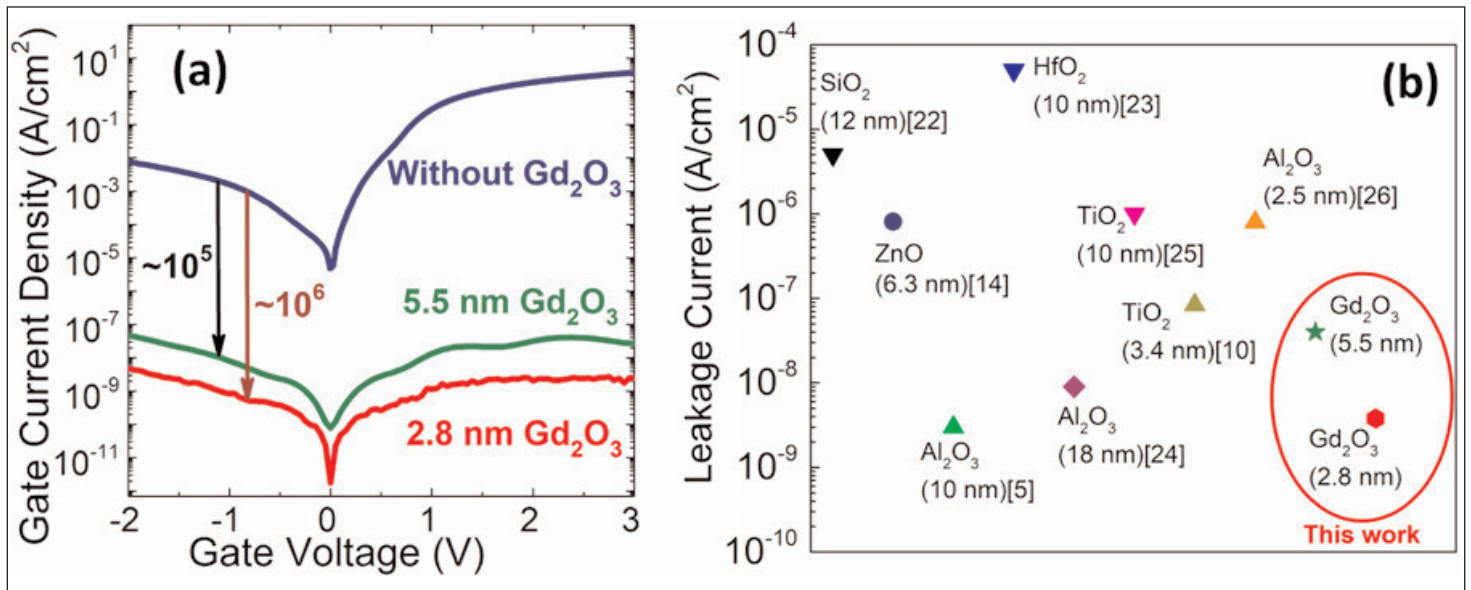 (a)
Gate Current Density (A/cm²)
10¹
10⁻¹
10⁻³
10⁻⁵
10⁻⁷
10⁻⁹
10⁻¹¹
Without Gd₂O₃
~10⁵
~10⁶
5.5 nm Gd₂O₃
2.8 nm Gd₂O₃
-2 -1 0 1 2 3
Gate Voltage (V)
(b)
Leakage Current (A/cm²)
10⁻⁴
10⁻⁵
10⁻⁶
10⁻⁷
10⁻⁸
10⁻⁹
10⁻¹⁰
SiO₂
(12 nm)[22]
HfO₂
(10 nm)[23]
ZnO
(6.3 nm)[14]
TiO₂
(10 nm)[25]
Al₂O₃
(2.5 nm)[26]
TiO₂
(3.4 nm)[10]
Gd₂O₃
(5.5 nm)
Al₂O₃
(10 nm)[5]
Al₂O₃
(18 nm)[24]
Gd₂O₃
(2.8 nm)
This work